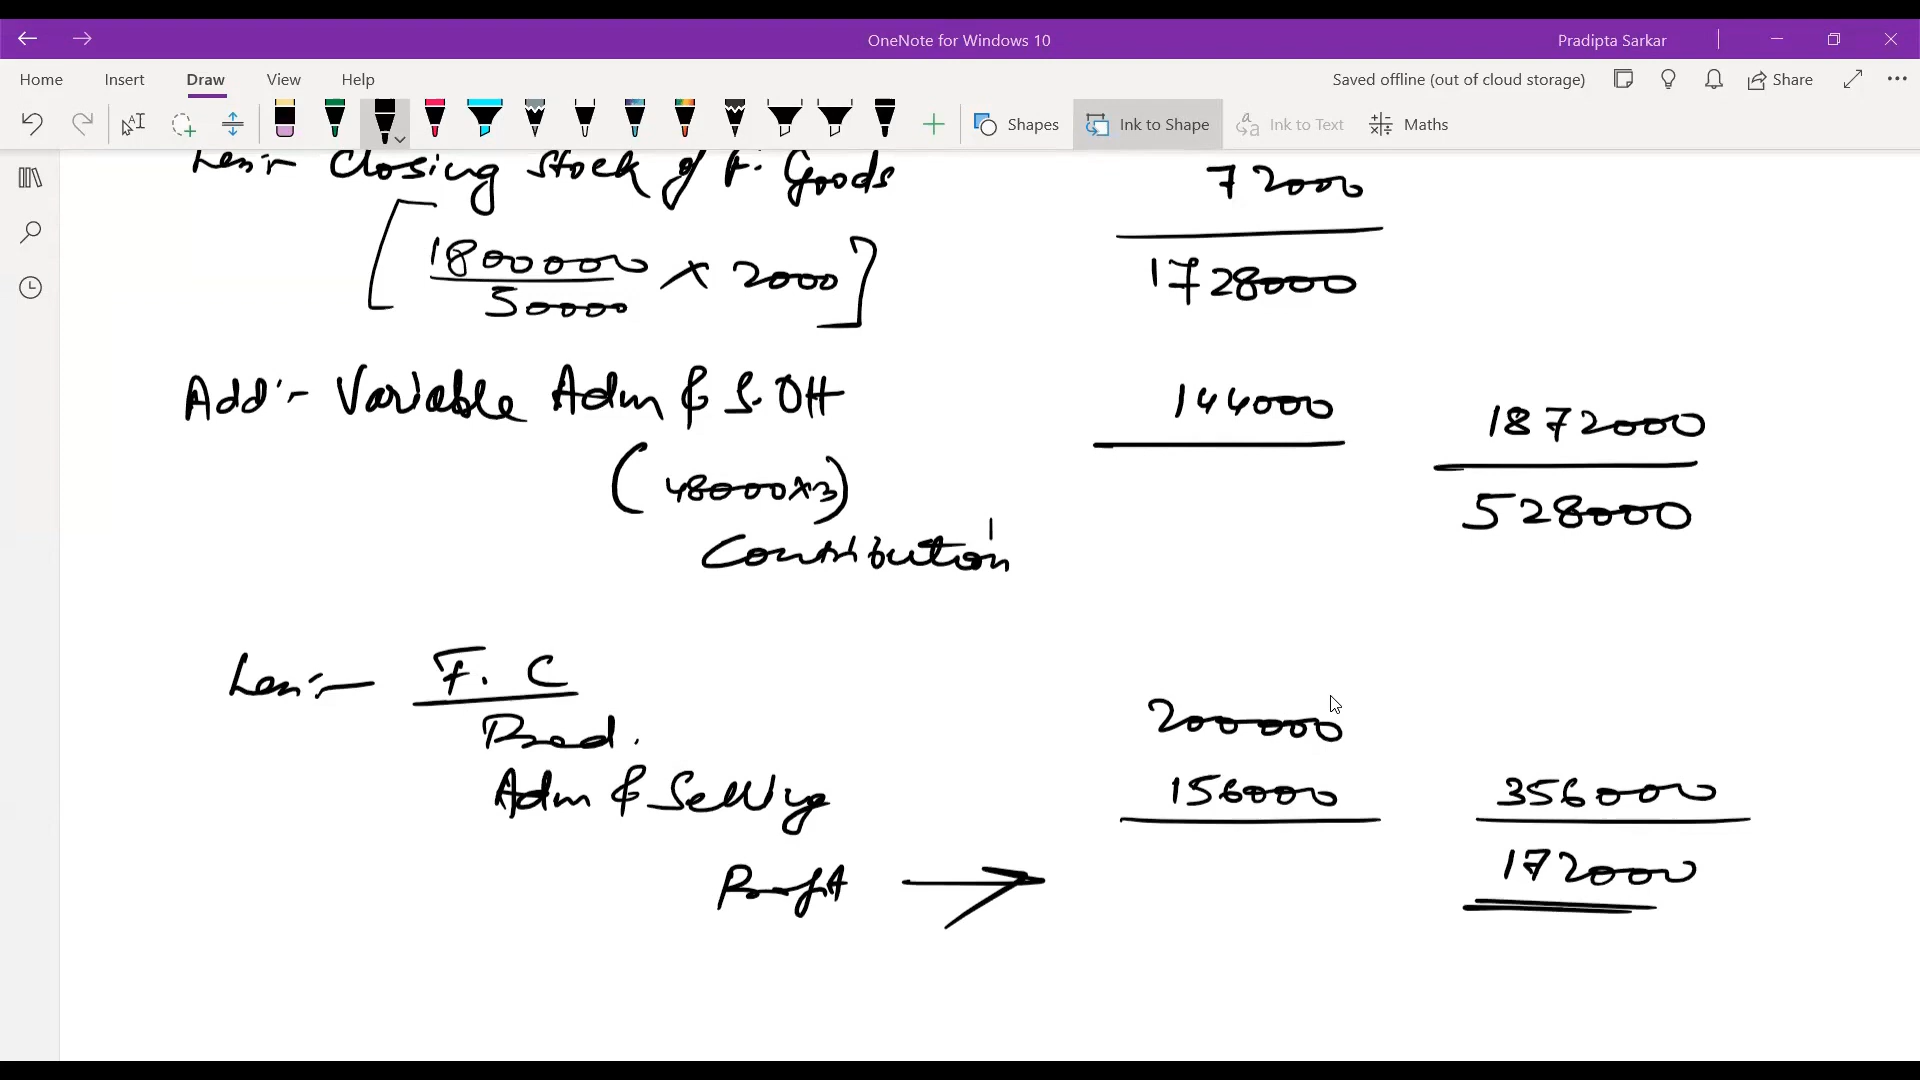 OneNote for Windows 10
Pradipta Sarkar
Home Insert Draw View Help
Saved offline (out of cloud storage)
Share
Shapes
Ink to Shape
Ink to Text
Maths
Less:- Closing Stock of F. Goods 72000
[1800000/50000 × 2000] 1728000
Add:- Variable Adm & S. OH 144000 1872000
(48000×3) 528000
Contribution
Less:- F. C
Prod. 200000
Adm & Selling 156000 356000
Profit → 172000